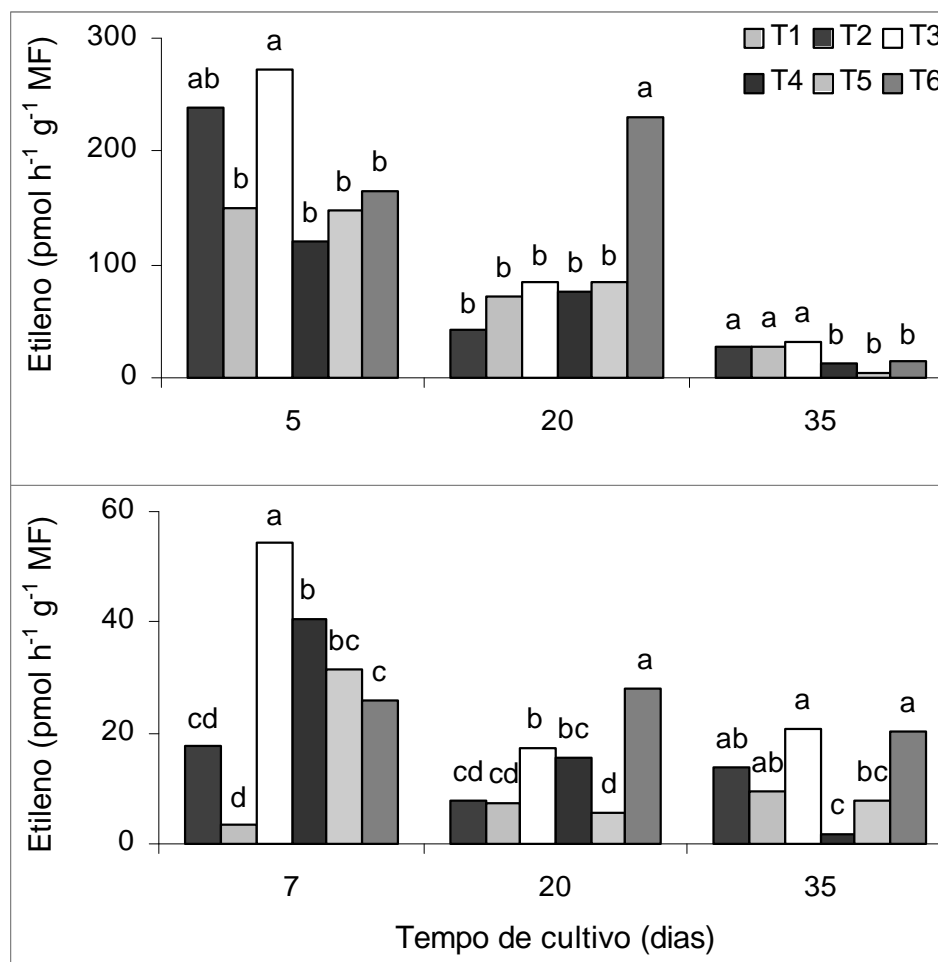 T1 T2 T3
T4 T5 T6
Etileno (pmol h⁻¹ g⁻¹ MF)
300
200
100
0
ab b a b b b
b b b b b a
a a a b b b
5 20 35
Etileno (pmol h⁻¹ g⁻¹ MF)
60
40
20
0
cd d a b bc c
cd cd b bc d a
ab ab a c bc a
7 20 35
Tempo de cultivo (dias)